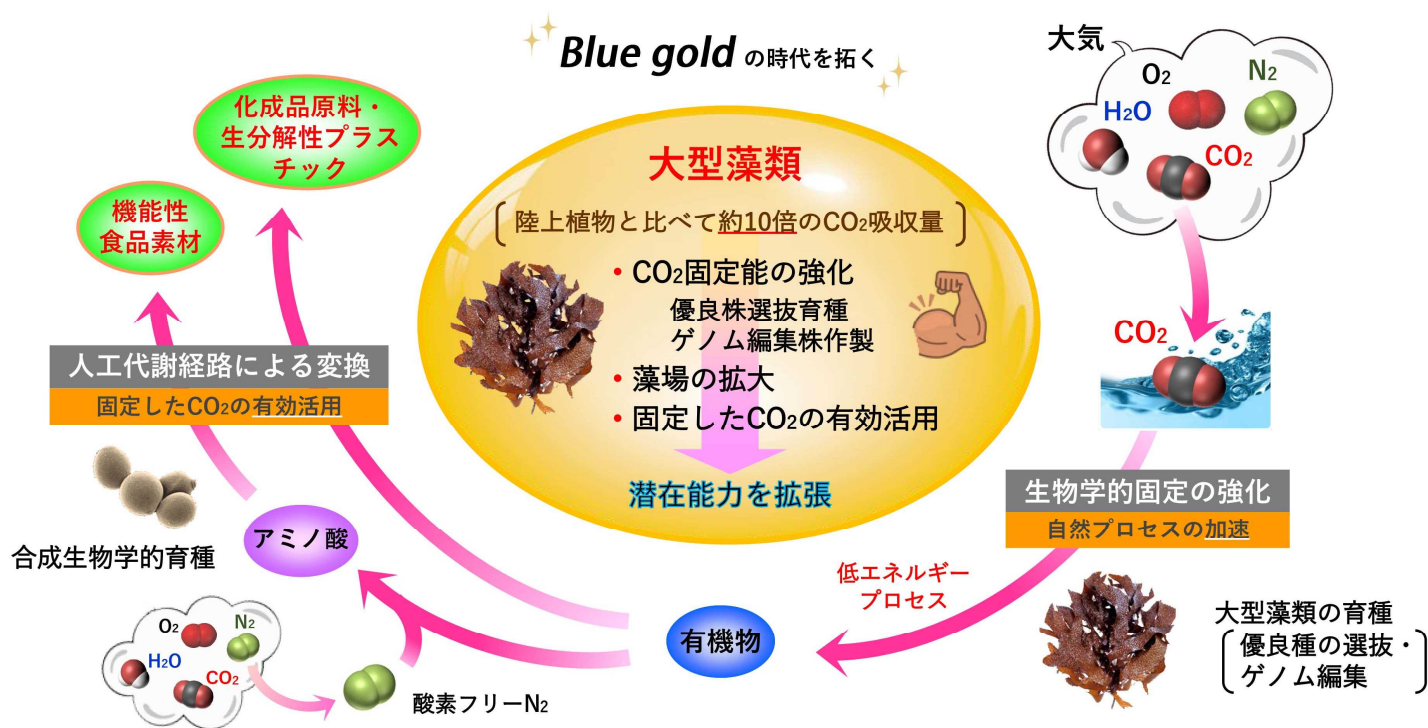 Blue gold の時代を拓く
大気
O₂
N₂
H₂O
CO₂
化成品原料・
生分解性プラス
チック
機能性
食品素材
大型藻類
陸上植物と比べて約10倍のCO₂吸収量
• CO₂固定能の強化
優良株選抜育種
ゲノム編集株作製
• 藻場の拡大
• 固定したCO₂の有効活用
潜在能力を拡張
CO₂
人工代謝経路による変換
固定したCO₂の有効活用
生物学的固定の強化
自然プロセスの加速
合成生物学的育種
アミノ酸
低エネルギー
プロセス
有機物
大型藻類の育種
優良種の選抜・
ゲノム編集
O₂
N₂
H₂O
CO₂
酸素フリーN₂